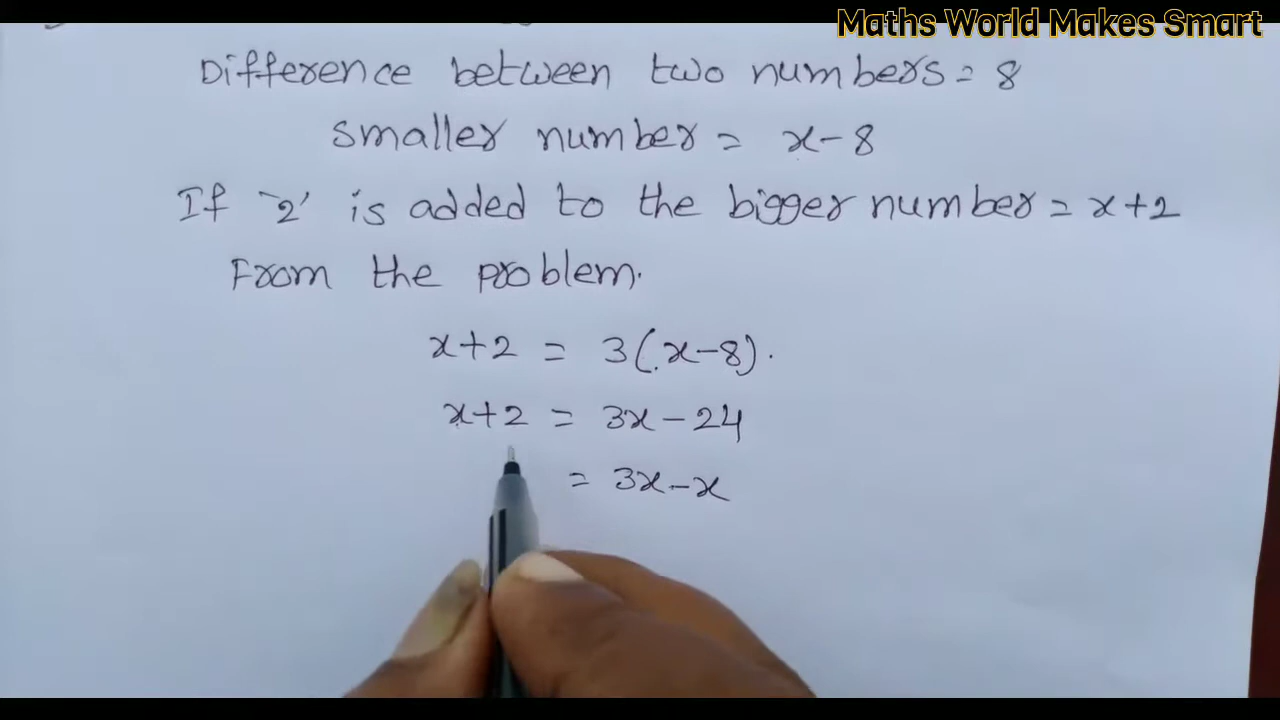 Maths World Makes Smart
Difference between two numbers = 8
smaller number = x-8
If '2' is added to the bigger number = x+2
From the problem.
x+2 = 3(x-8).
x+2 = 3x-24
= 3x-x